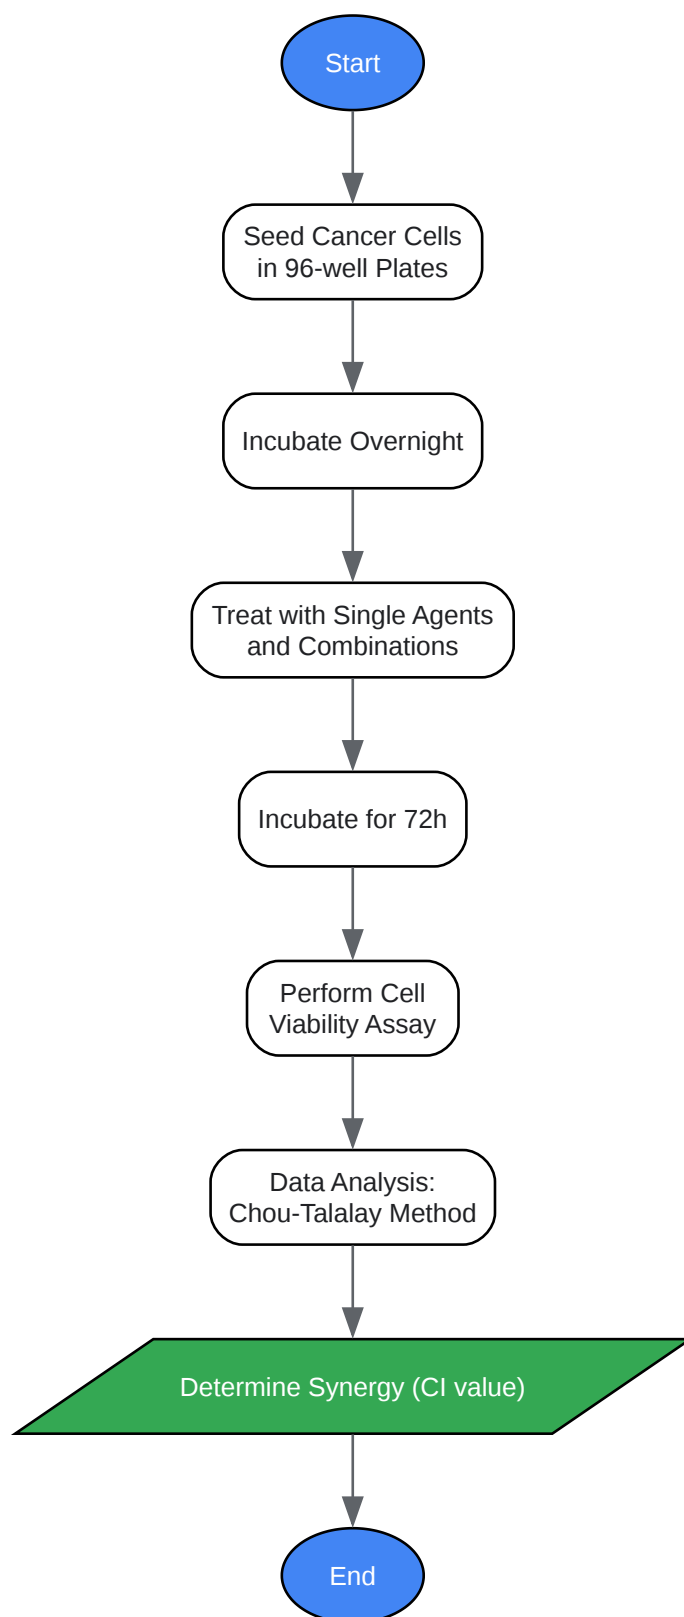 Start
Seed Cancer Cells
in 96-well Plates
Incubate Overnight
Treat with Single Agents
and Combinations
Incubate for 72h
Perform Cell
Viability Assay
Data Analysis:
Chou-Talalay Method
Determine Synergy (CI value)
End